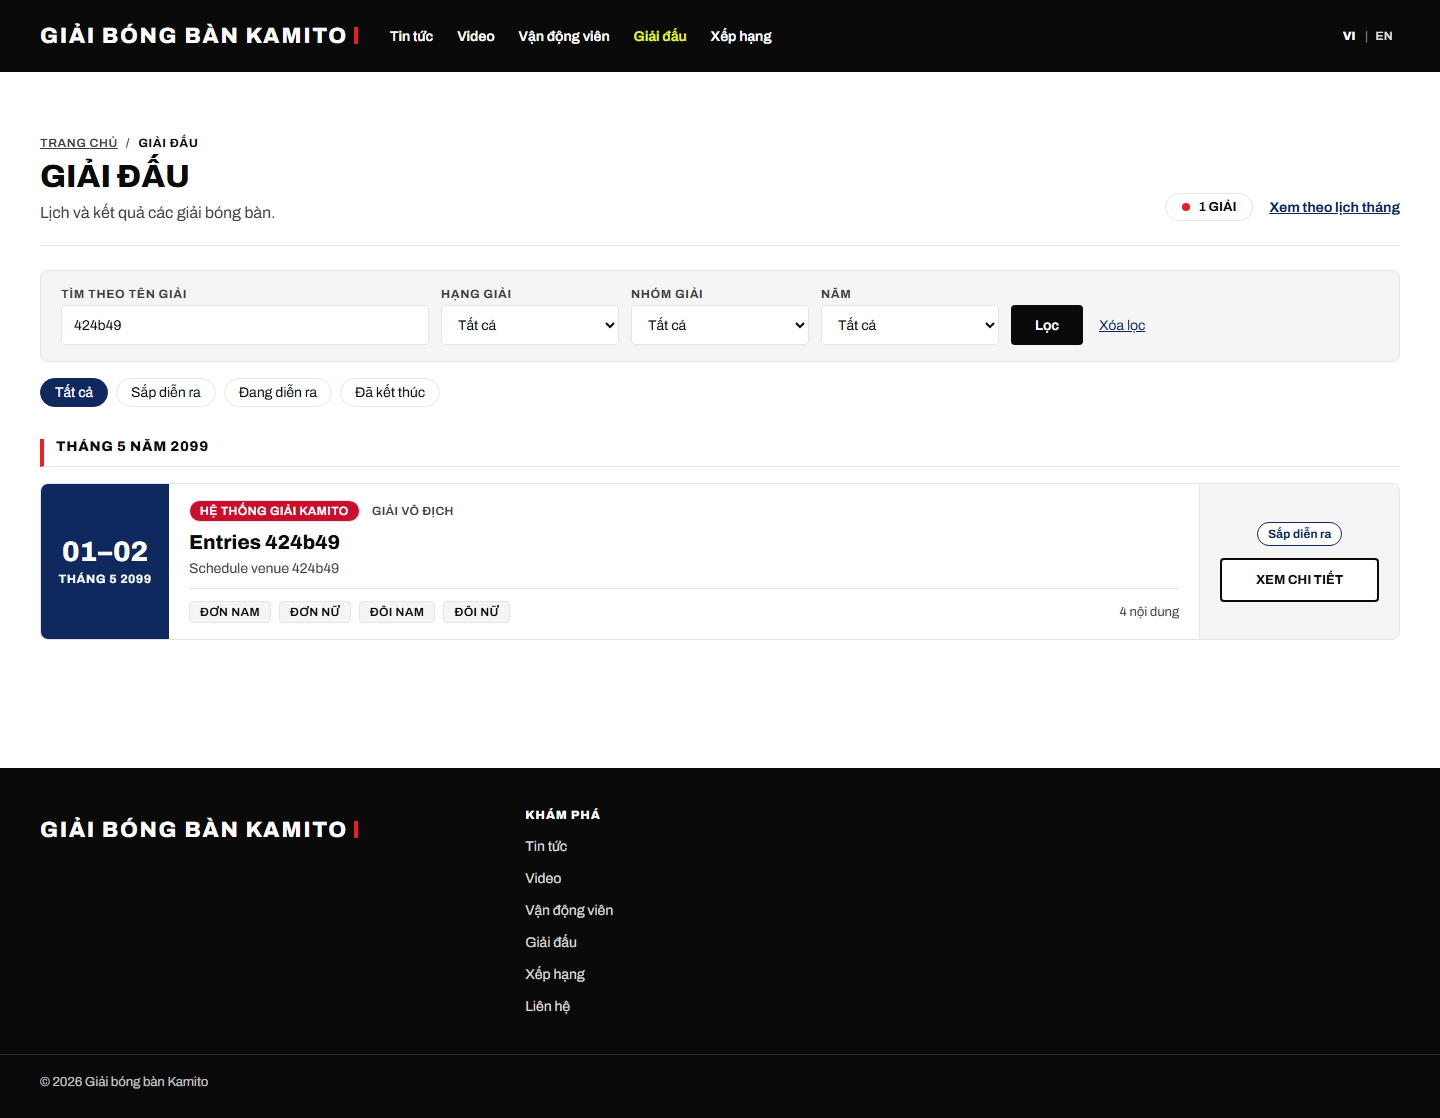 GIẢI BÓNG BÀN KAMITO
Tin tức
Video
Vận động viên
Giải đấu
Xếp hạng
VI | EN
TRANG CHỦ / GIẢI ĐẤU
GIẢI ĐẤU
Lịch và kết quả các giải bóng bàn.
1 GIẢI
Xem theo lịch tháng
TÌM THEO TÊN GIẢI
HẠNG GIẢI
NHÓM GIẢI
NĂM
424b49
Tất cả
Tất cả
Tất cả
Lọc
Xóa lọc
Tất cả
Sắp diễn ra
Đang diễn ra
Đã kết thúc
THÁNG 5 NĂM 2099
01–02
THÁNG 5 2099
HỆ THỐNG GIẢI KAMITO
GIẢI VÔ ĐỊCH
Entries 424b49
Schedule venue 424b49
ĐƠN NAM
ĐƠN NỮ
ĐÔI NAM
ĐÔI NỮ
4 nội dung
Sắp diễn ra
XEM CHI TIẾT
GIẢI BÓNG BÀN KAMITO
KHÁM PHÁ
Tin tức
Video
Vận động viên
Giải đấu
Xếp hạng
Liên hệ
© 2026 Giải bóng bàn Kamito